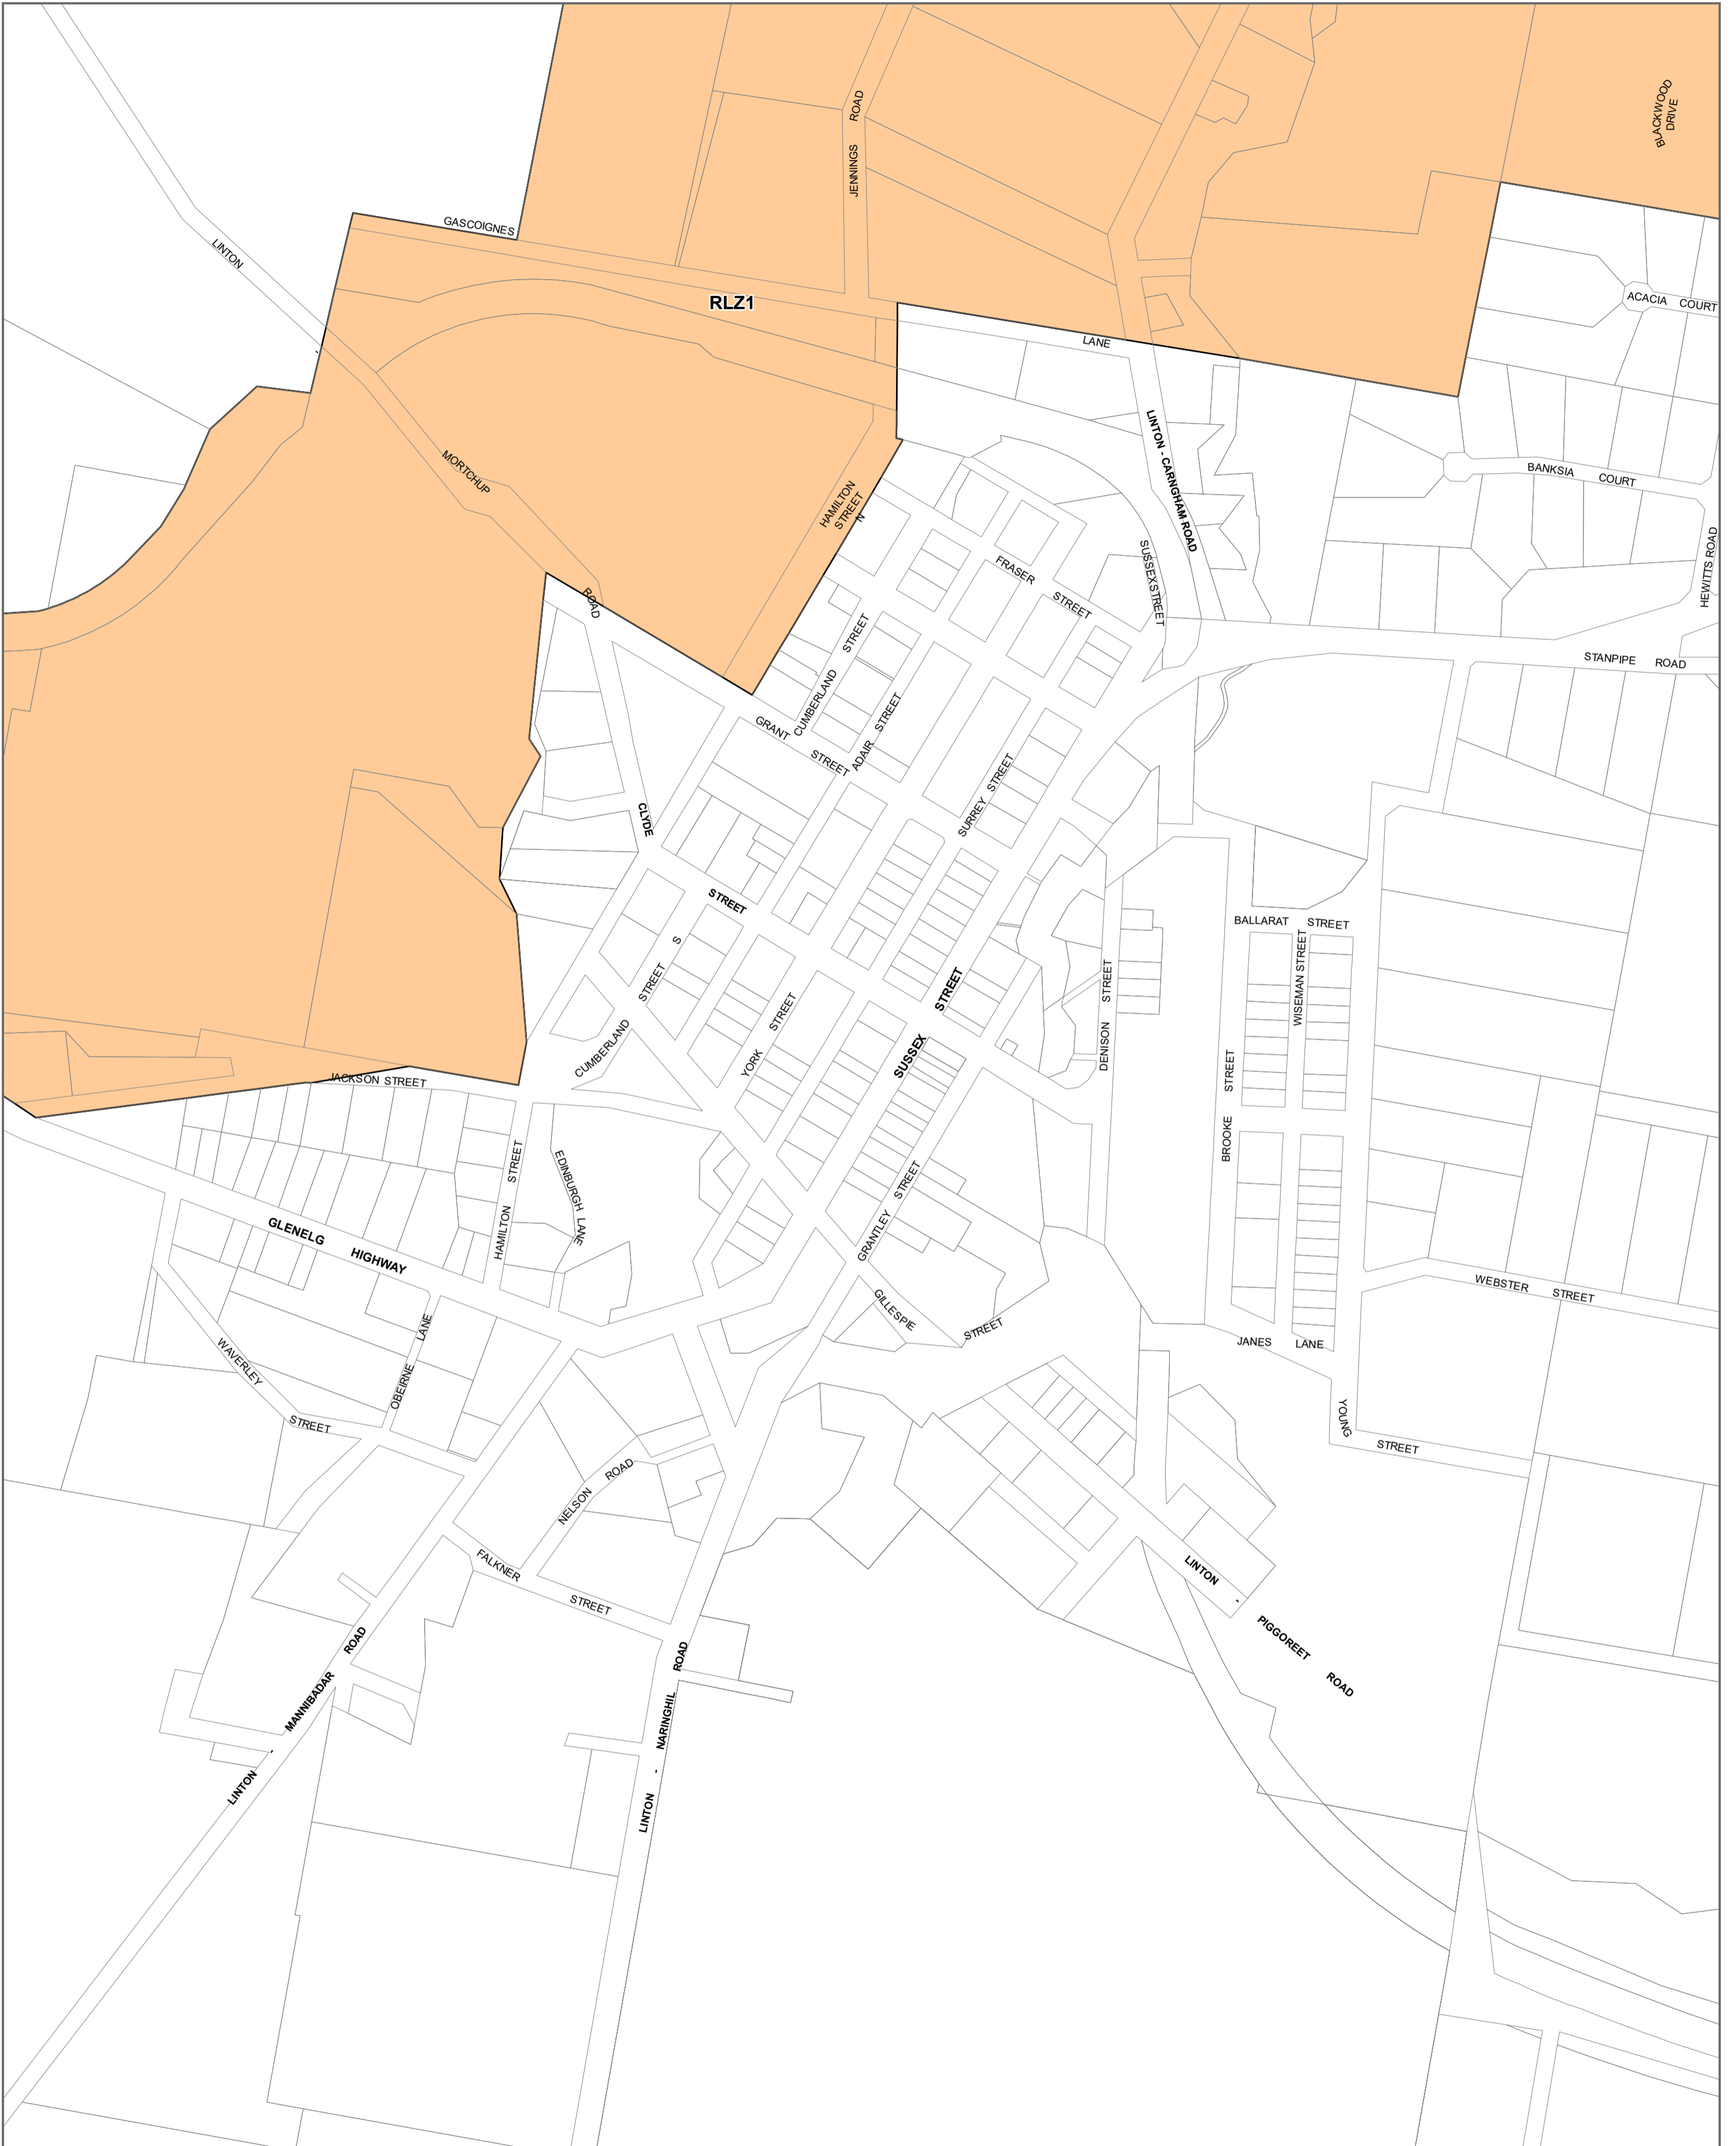 BLACKWOOD
DRIVE
ROAD
JENNINGS
GASCOIGNES
LINTON
RLZ1
ACACIA COURT
LANE
MORTCHUP
HAMILTON
STREET
N
LINTON - CARNGHAM ROAD
BANKSIA COURT
HEWITTS ROAD
SUSSEX STREET
FRASER STREET
ROAD
CUMBERLAND STREET
STANPIPE ROAD
GRANT STREET
ADAIR STREET
SURREY STREET
CLYDE
STREET
BALLARAT STREET
WISEMAN STREET
CUMBERLAND STREET S
YORK STREET
SUSSEX STREET
DENISON STREET
BROOKE STREET
JACKSON STREET
HAMILTON STREET
EDINBURGH LANE
GRANTLEY STREET
GLENELG HIGHWAY
WEBSTER STREET
GILLESPIE STREET
JANES LANE
WAVERLEY STREET
OBEIRNE LANE
YOUNG STREET
NELSON ROAD
FALKNER STREET
LINTON - PIGGOREET ROAD
LINTON - MANNIBADAR ROAD
LINTON - NARINGHIL ROAD